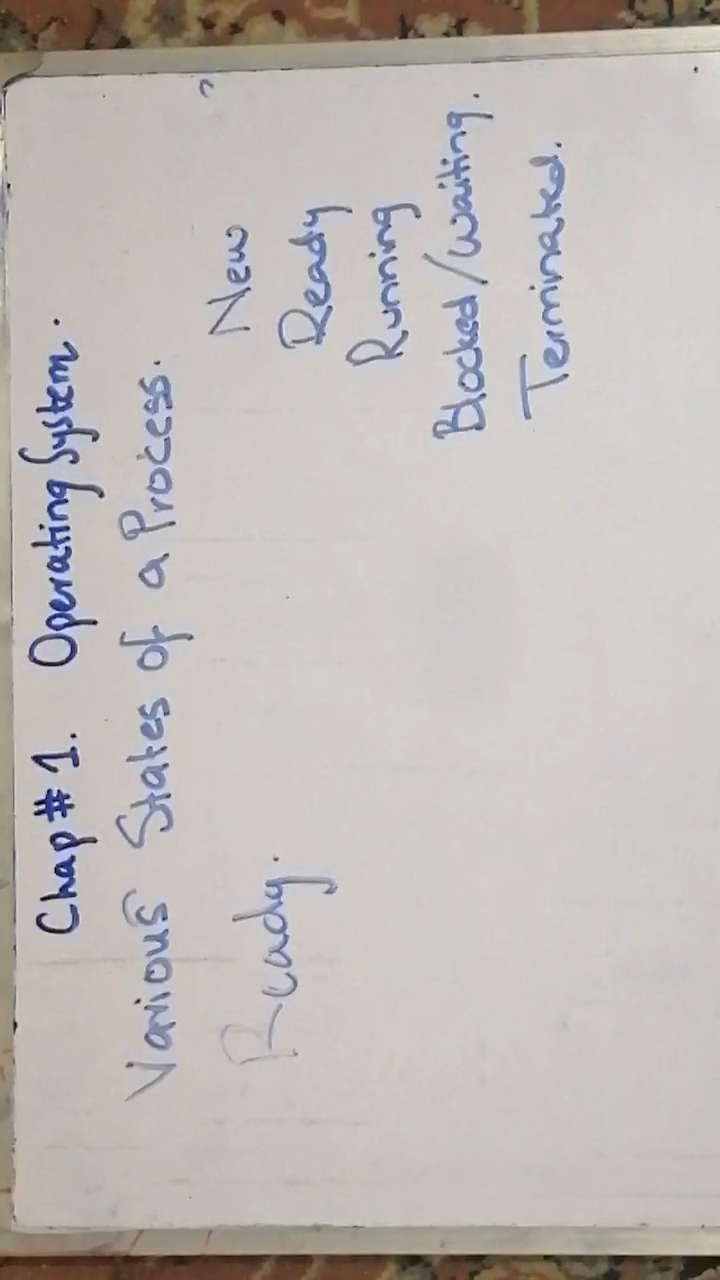 Chap # 1. Operating System.
Various States of a Process.
Ready.
New
Ready
Running
Blocked/waiting.
Terminated.